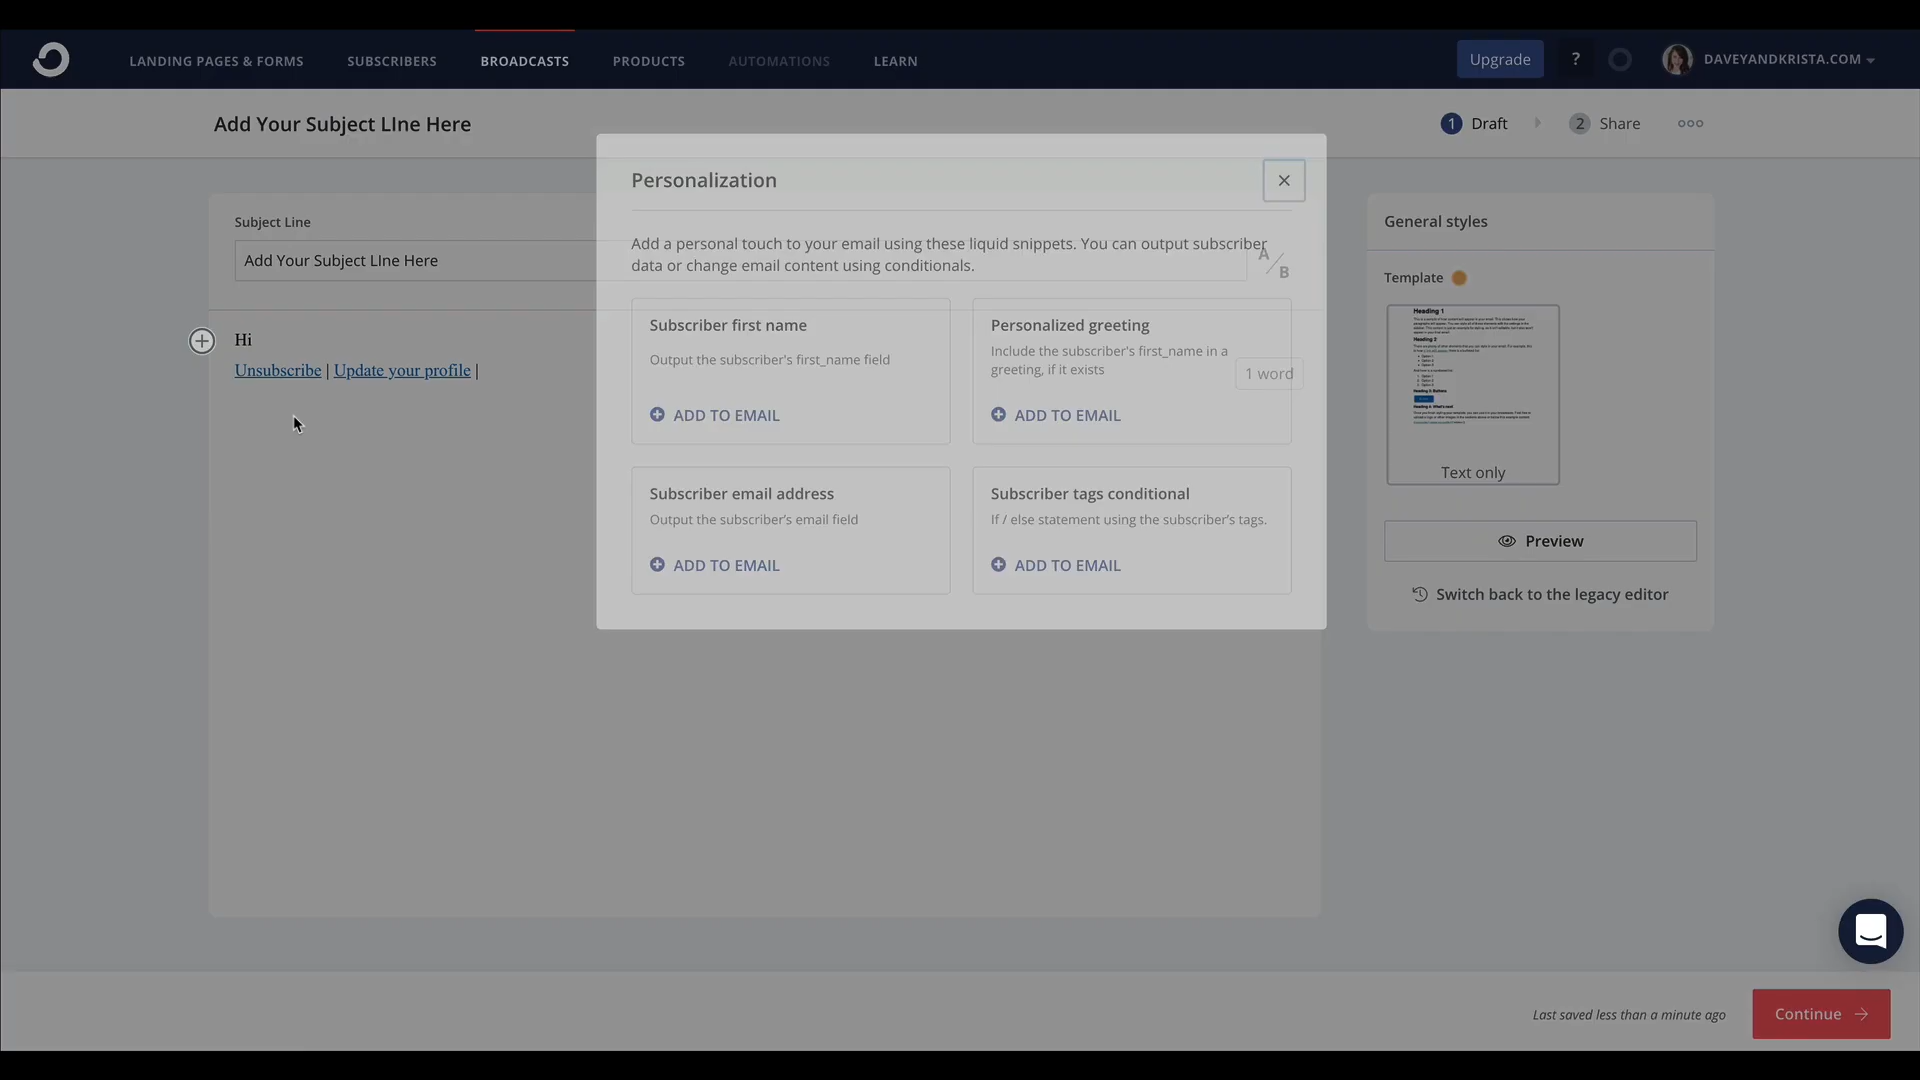 LANDING PAGES & FORMS
SUBSCRIBERS
BROADCASTS
PRODUCTS
AUTOMATIONS
LEARN
Upgrade
?
DAVEYANDKRISTA.COM
Add Your Subject LIne Here
1 Draft
2 Share
Subject Line
Add Your Subject LIne Here
A/B
Hi
Unsubscribe | Update your profile |
1 word
Personalization
Add a personal touch to your email using these liquid snippets. You can output subscriber
data or change email content using conditionals.
Subscriber first name
Output the subscriber's first_name field
ADD TO EMAIL
Personalized greeting
Include the subscriber's first_name in a
greeting, if it exists
ADD TO EMAIL
Subscriber email address
Output the subscriber's email field
ADD TO EMAIL
Subscriber tags conditional
If / else statement using the subscriber's tags.
ADD TO EMAIL
General styles
Template
Heading 1
Heading 2
Text only
Preview
Switch back to the legacy editor
Last saved less than a minute ago
Continue